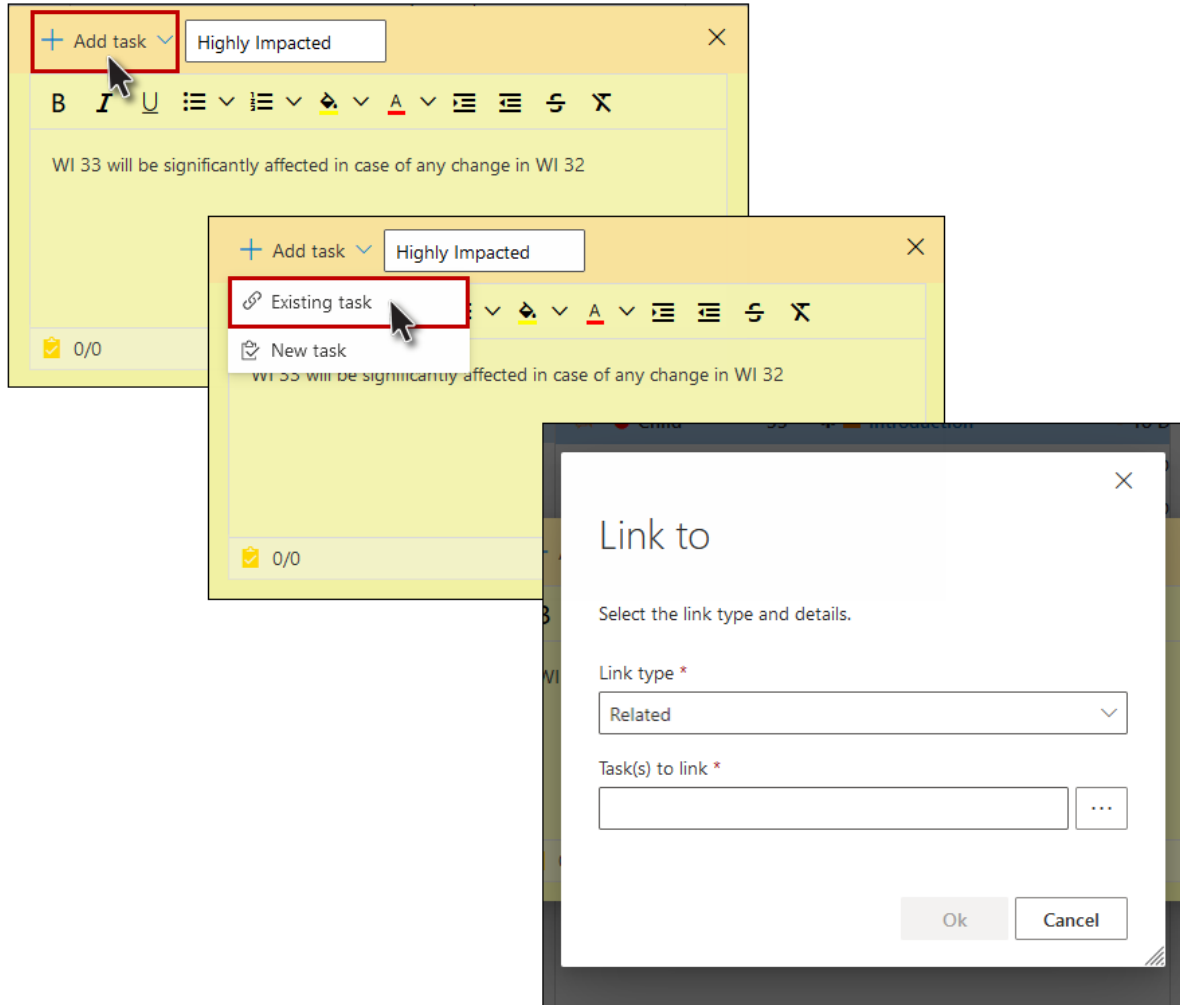 Add task Highly Impacted
B I U A
WI 33 will be significantly affected in case of any change in WI 32
0/0
Add task Highly Impacted
Existing task
A
New task
WI 33 will be significantly affected in case of any change in WI 32
0/0
Link to
Select the link type and details.
Link type *
Related
Task(s) to link *
...
Ok Cancel